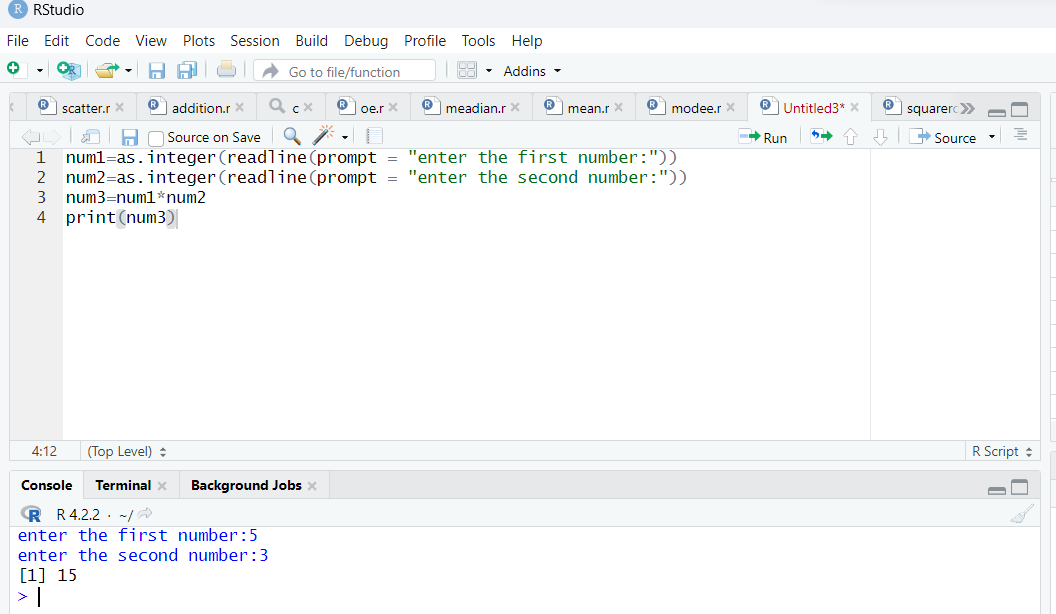 RStudio
File Edit Code View Plots Session Build Debug Profile Tools Help
Go to file/function Addins
scatter.r addition.r c oe.r meadian.r mean.r modee.r Untitled3* squarerc
Source on Save Run Source
1 num1=as.integer(readline(prompt = "enter the first number:"))
2 num2=as.integer(readline(prompt = "enter the second number:"))
3 num3=num1*num2
4 print(num3)
4:12 (Top Level) R Script
Console Terminal Background Jobs
R 4.2.2 · ~/
enter the first number:5
enter the second number:3
[1] 15
>